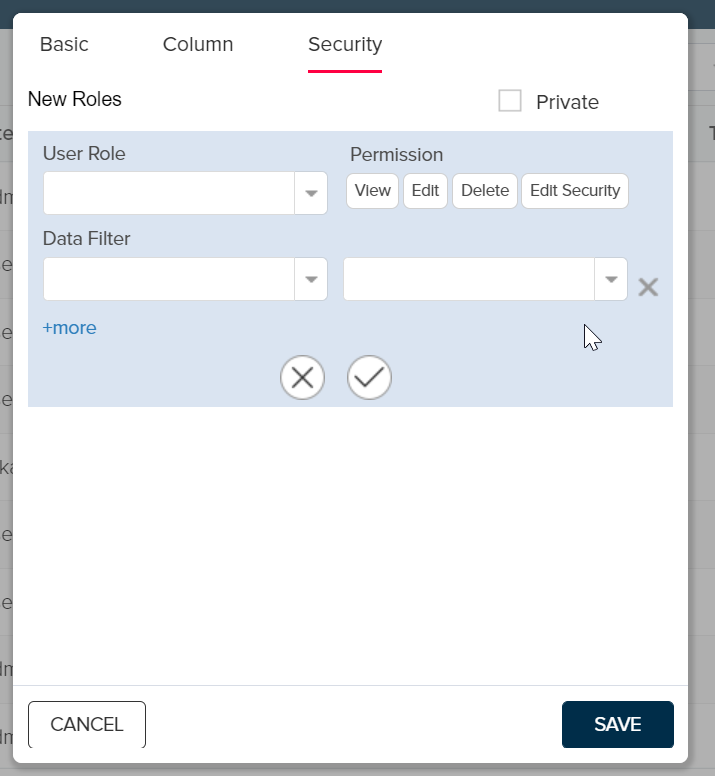 Basic Column Security
New Roles
Private
User Role
Permission
View Edit Delete Edit Security
Data Filter
+more
CANCEL
SAVE